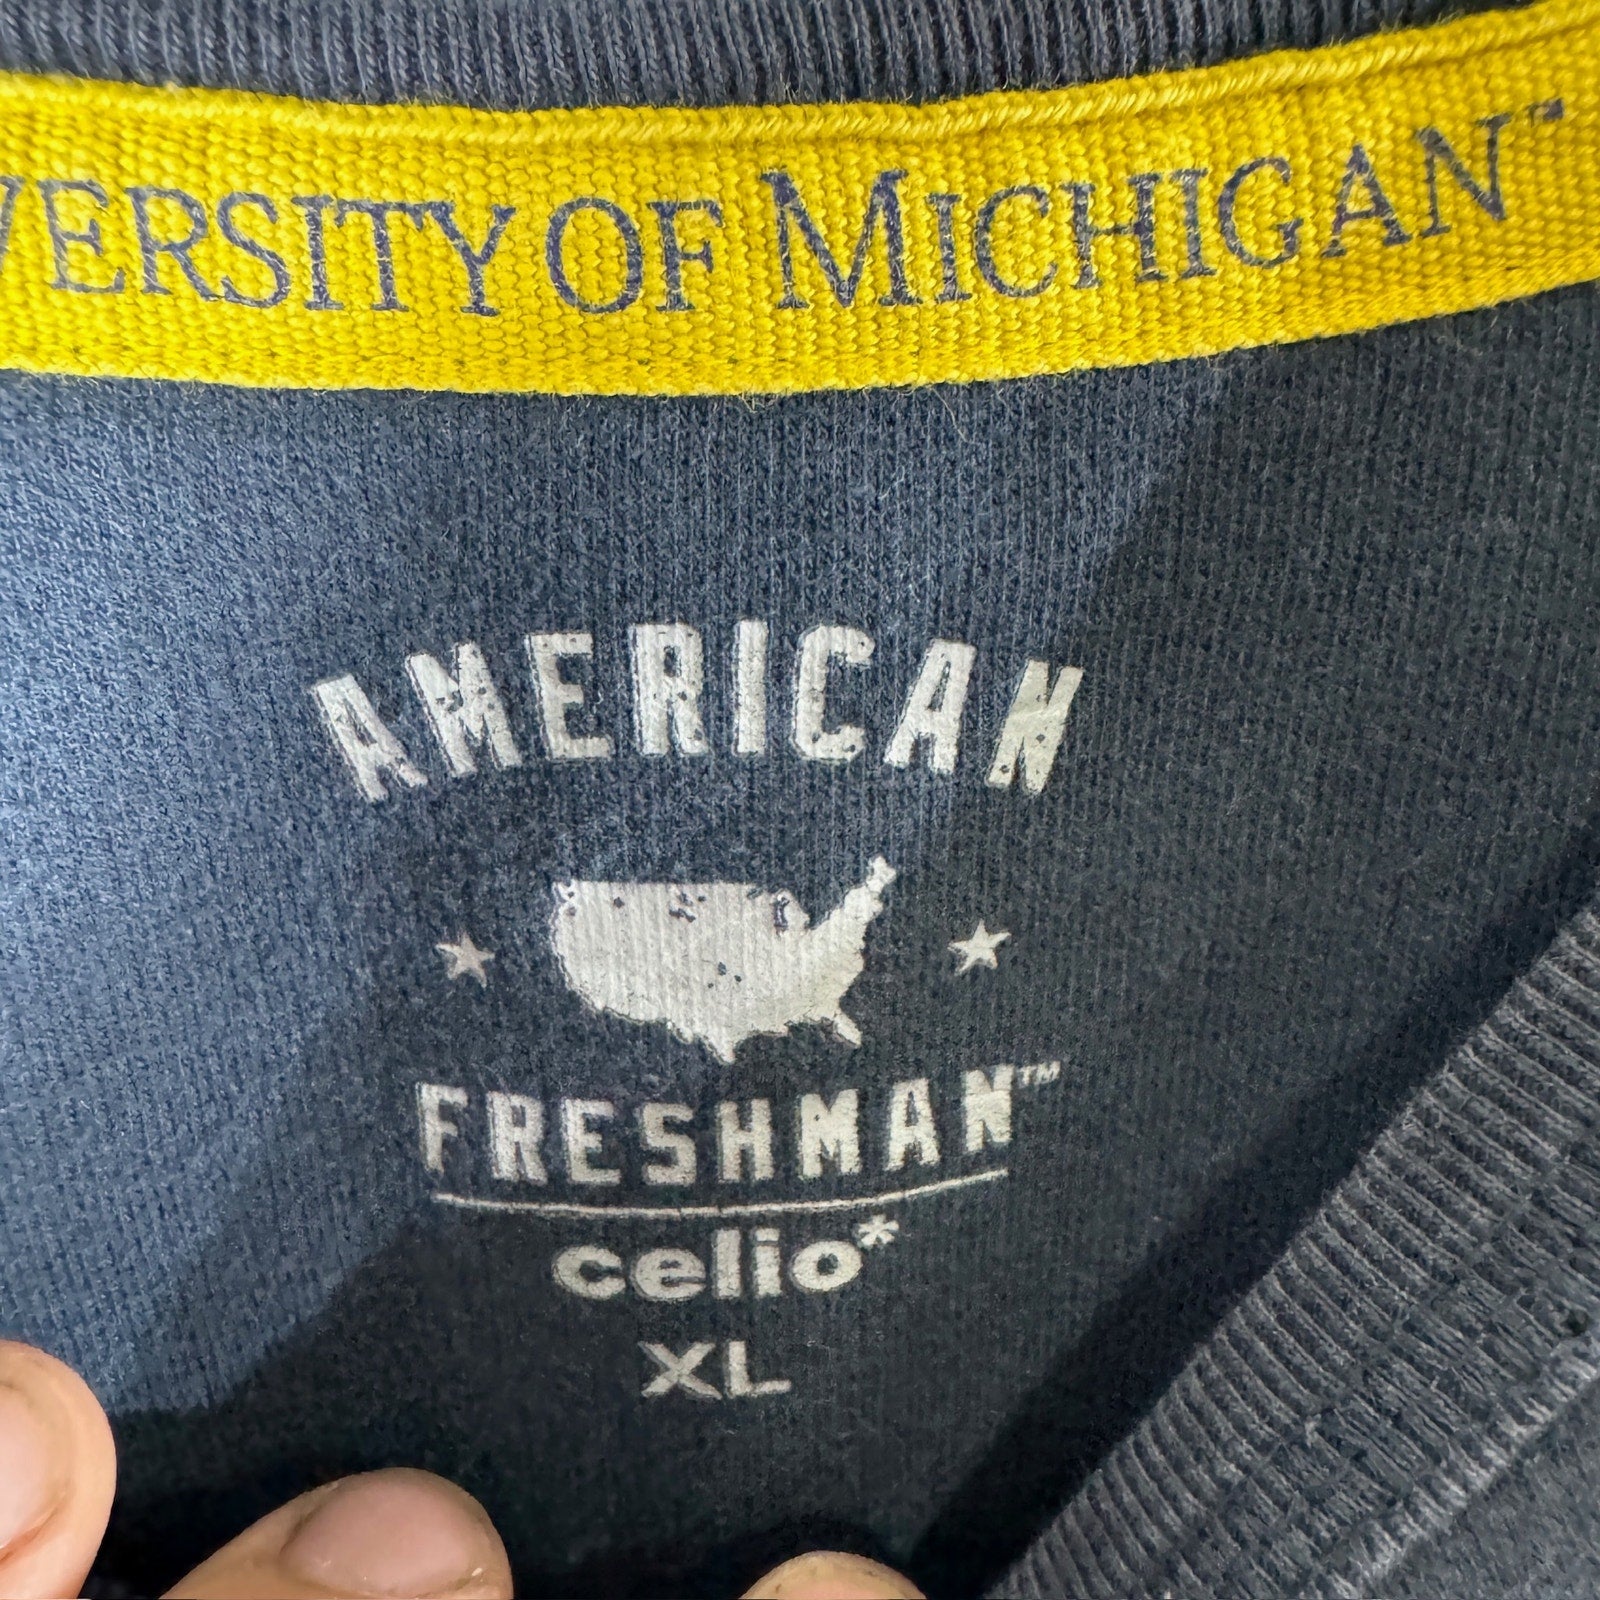 VERSITY OF MICHIGAN™
AMERICAN
FRESHMAN™
celio*
XL